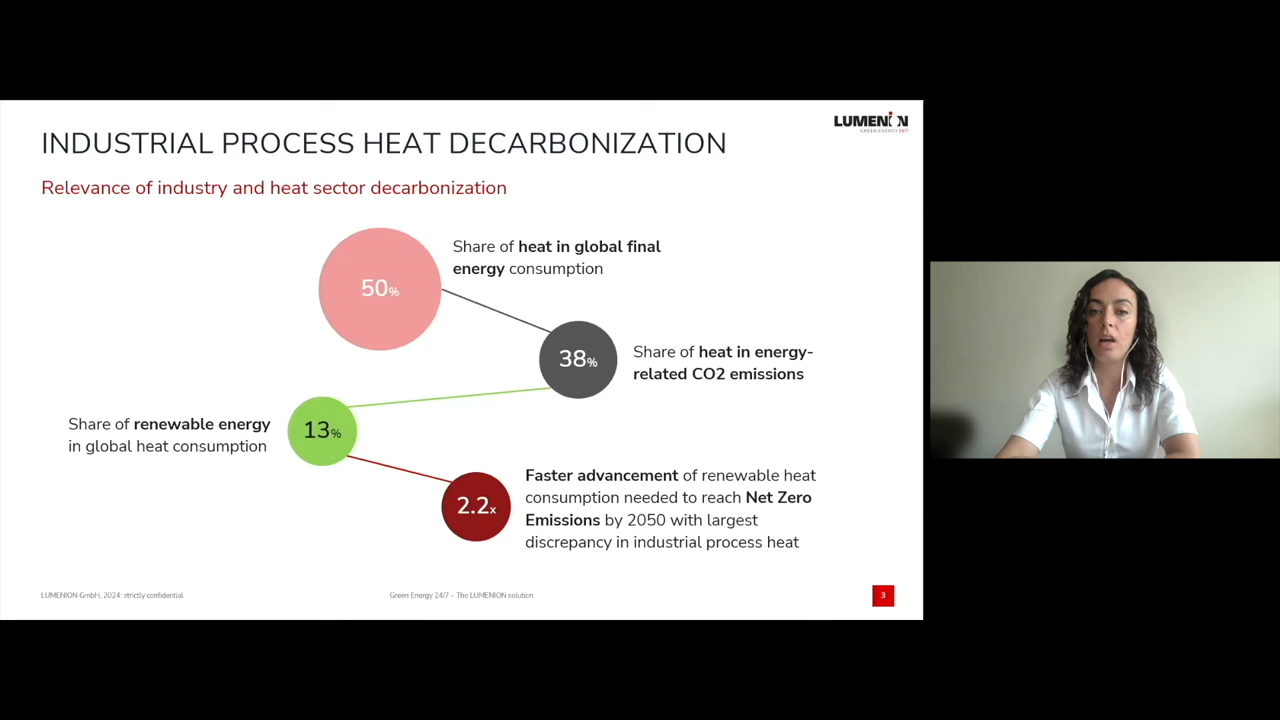 LUMENION
GREEN ENERGY 24/7
INDUSTRIAL PROCESS HEAT DECARBONIZATION
Relevance of industry and heat sector decarbonization
50%
Share of heat in global final
energy consumption
38%
Share of heat in energy-
related CO2 emissions
Share of renewable energy
in global heat consumption
13%
2.2x
Faster advancement of renewable heat
consumption needed to reach Net Zero
Emissions by 2050 with largest
discrepancy in industrial process heat
LUMENION GmbH, 2024: strictly confidential
Green Energy 24/7 – The LUMENION solution
3